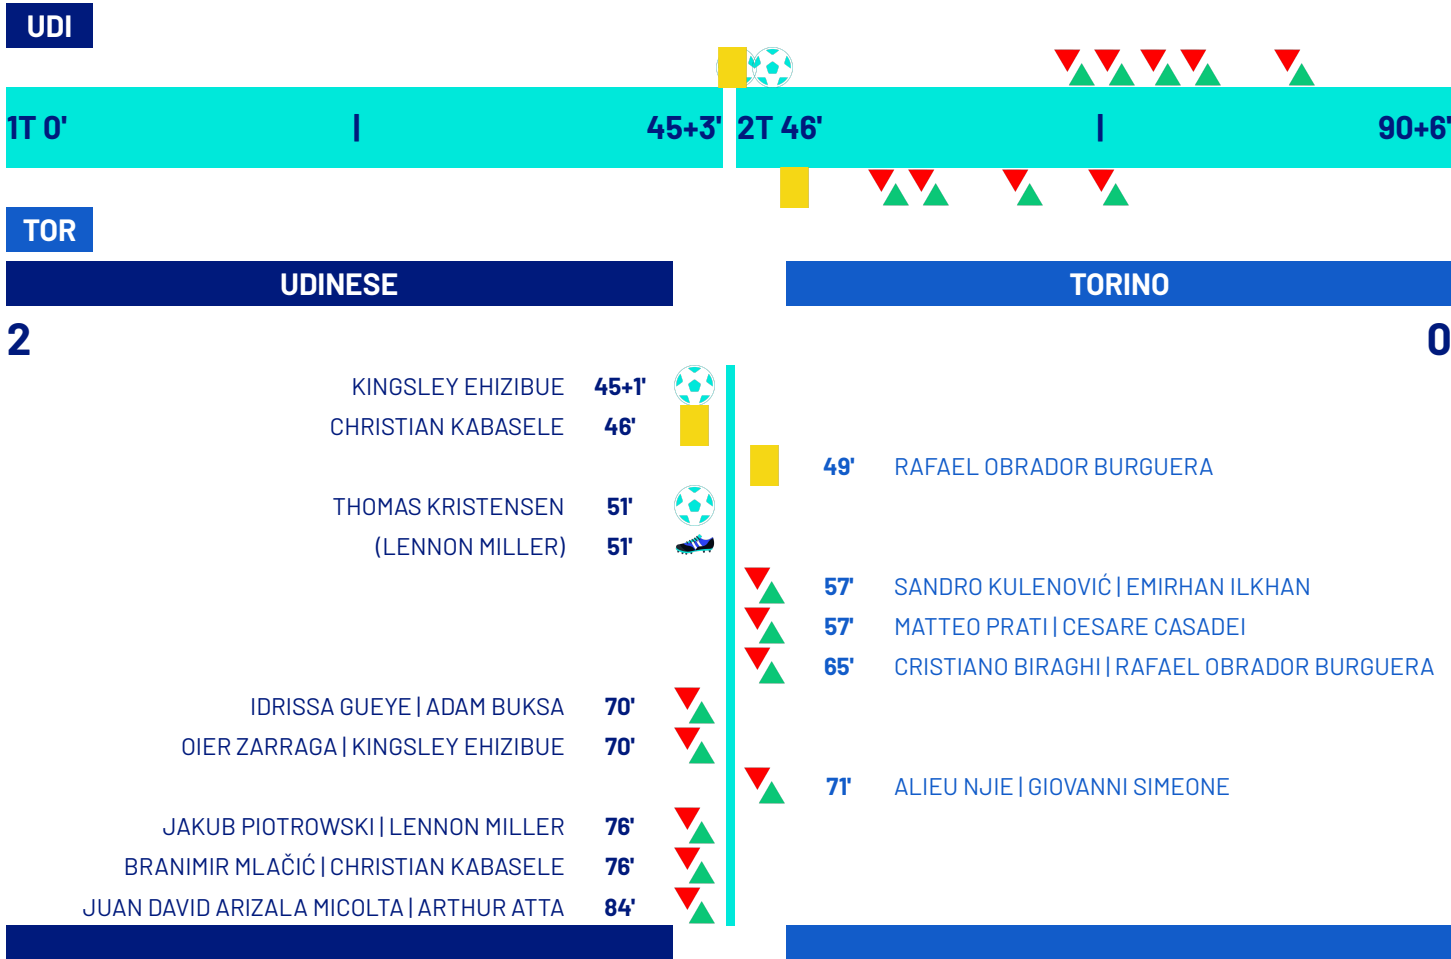 UDI
1T 0' | 45+3' 2T 46' | 90+6'
TOR
UDINESE TORINO
2 0
KINGSLEY EHIZIBUE 45+1'
CHRISTIAN KABASELE 46'
49' RAFAEL OBRADOR BURGUERA
THOMAS KRISTENSEN 51'
(LENNON MILLER) 51'
57' SANDRO KULENOVIĆ | EMIRHAN ILKHAN
57' MATTEO PRATI | CESARE CASADEI
65' CRISTIANO BIRAGHI | RAFAEL OBRADOR BURGUERA
IDRISSA GUEYE | ADAM BUKSA 70'
OIER ZARRAGA | KINGSLEY EHIZIBUE 70'
71' ALIEU NJIE | GIOVANNI SIMEONE
JAKUB PIOTROWSKI | LENNON MILLER 76'
BRANIMIR MLAČIĆ | CHRISTIAN KABASELE 76'
JUAN DAVID ARIZALA MICOLTA | ARTHUR ATTA 84'